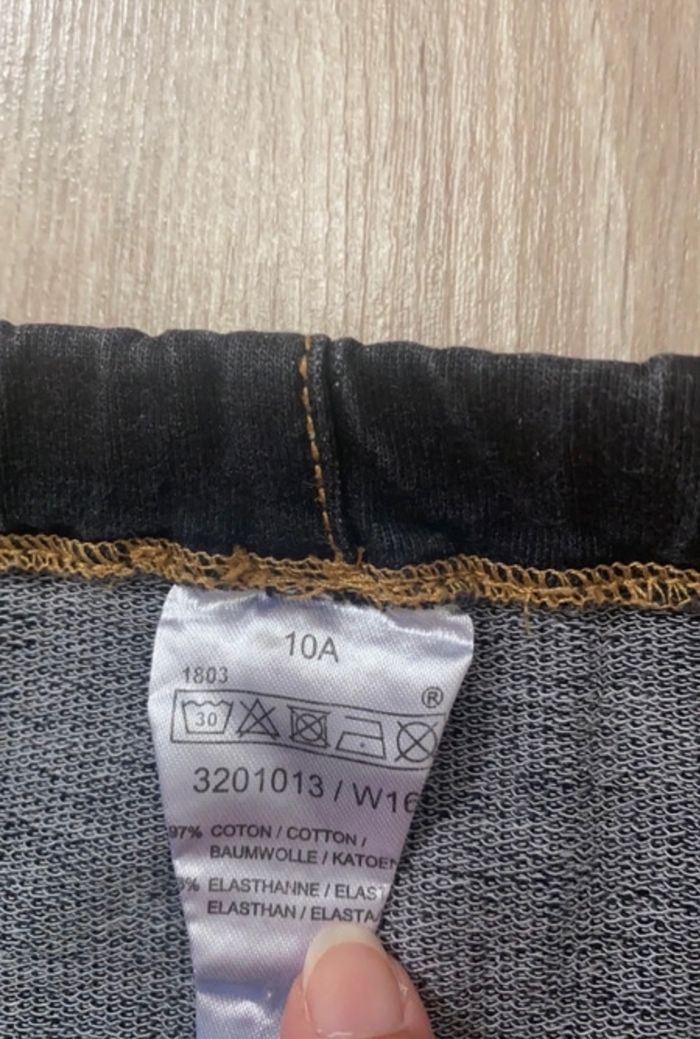 10A
1803
®
30
3201013 / W16
97% COTON / COTTON /
BAUMWOLLE / KATOEN
% ELASTHANNE / ELAST
ELASTHAN / ELASTA